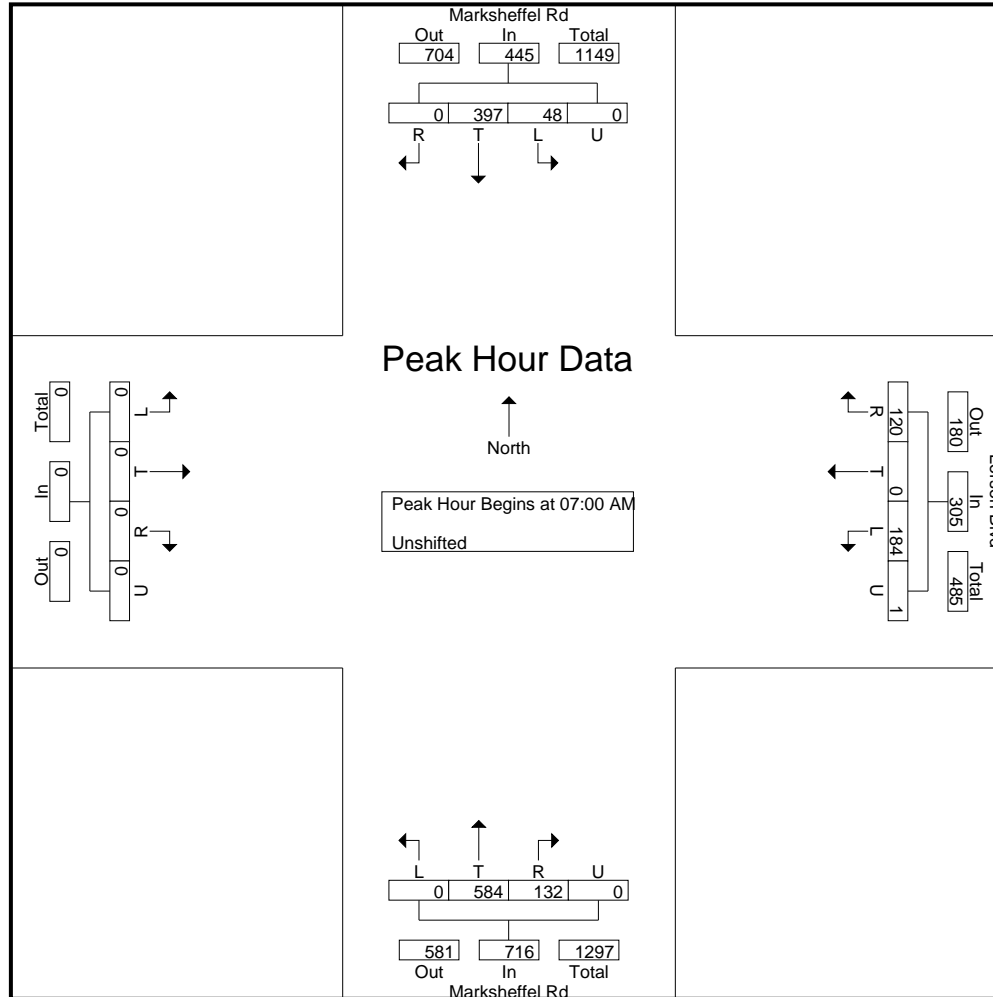 Marksheffel Rd
Out In Total
704 445 1149
0 397 48 0
R T L U
Peak Hour Data
North
Peak Hour Begins at 07:00 AM
Unshifted
Total In Out
0 0 0
0 0 0 0
L T R U
R T L U
120 0 184 1
180 305 485
Out In Total
L T R U
0 584 132 0
581 716 1297
Out In Total
Marksheffel Rd